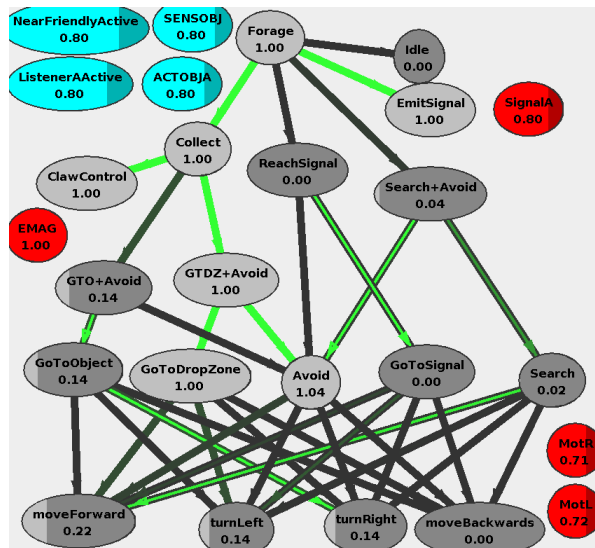 NearFriendlyActive
0.80
SENSOBJ
0.80
Forage
1.00
Idle
0.00
ListenerAActive
0.80
ACTOBJA
0.80
EmitSignal
1.00
SignalA
0.80
Collect
1.00
ClawControl
1.00
ReachSignal
0.00
Search+Avoid
0.04
EMAG
1.00
GTO+Avoid
0.14
GTDZ+Avoid
1.00
GoToObject
0.14
GoToDropZone
1.00
Avoid
1.04
GoToSignal
0.00
Search
0.02
MotR
0.71
MotL
0.72
moveForward
0.22
turnLeft
0.14
turnRight
0.14
moveBackwards
0.00